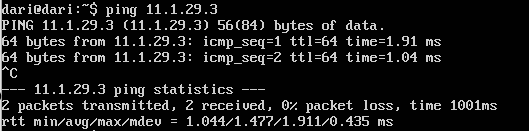 dari@dari:~$ ping 11.1.29.3
PING 11.1.29.3 (11.1.29.3) 56(84) bytes of data.
64 bytes from 11.1.29.3: icmp_seq=1 ttl=64 time=1.91 ms
64 bytes from 11.1.29.3: icmp_seq=2 ttl=64 time=1.04 ms
^C
--- 11.1.29.3 ping statistics ---
2 packets transmitted, 2 received, 0% packet loss, time 1001ms
rtt min/avg/max/mdev = 1.044/1.477/1.911/0.435 ms